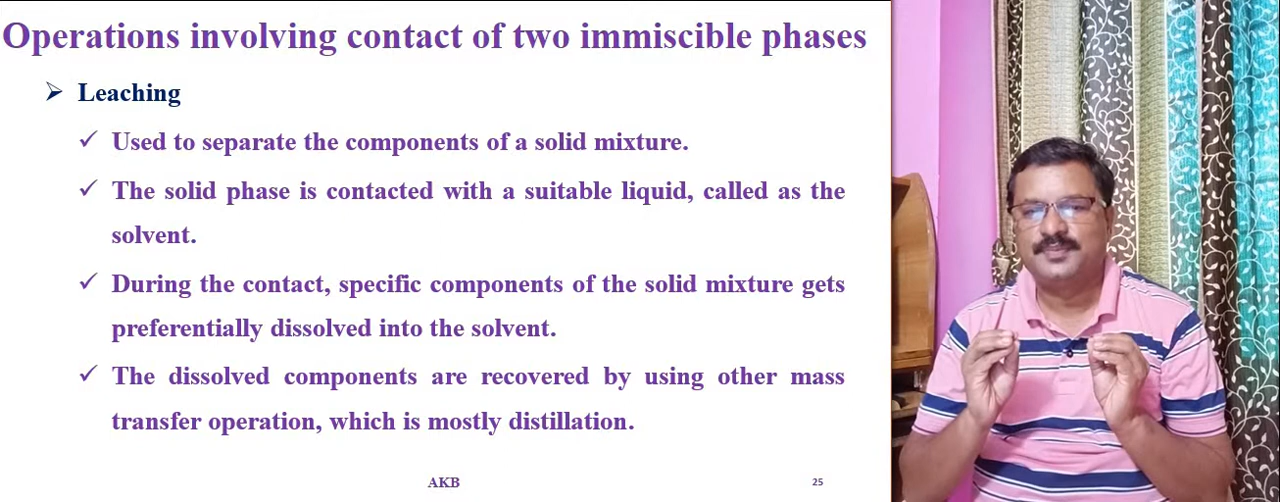 Operations involving contact of two immiscible phases
➢ Leaching
✓ Used to separate the components of a solid mixture.
✓ The solid phase is contacted with a suitable liquid, called as the
solvent.
✓ During the contact, specific components of the solid mixture gets
preferentially dissolved into the solvent.
✓ The dissolved components are recovered by using other mass
transfer operation, which is mostly distillation.
AKB
25